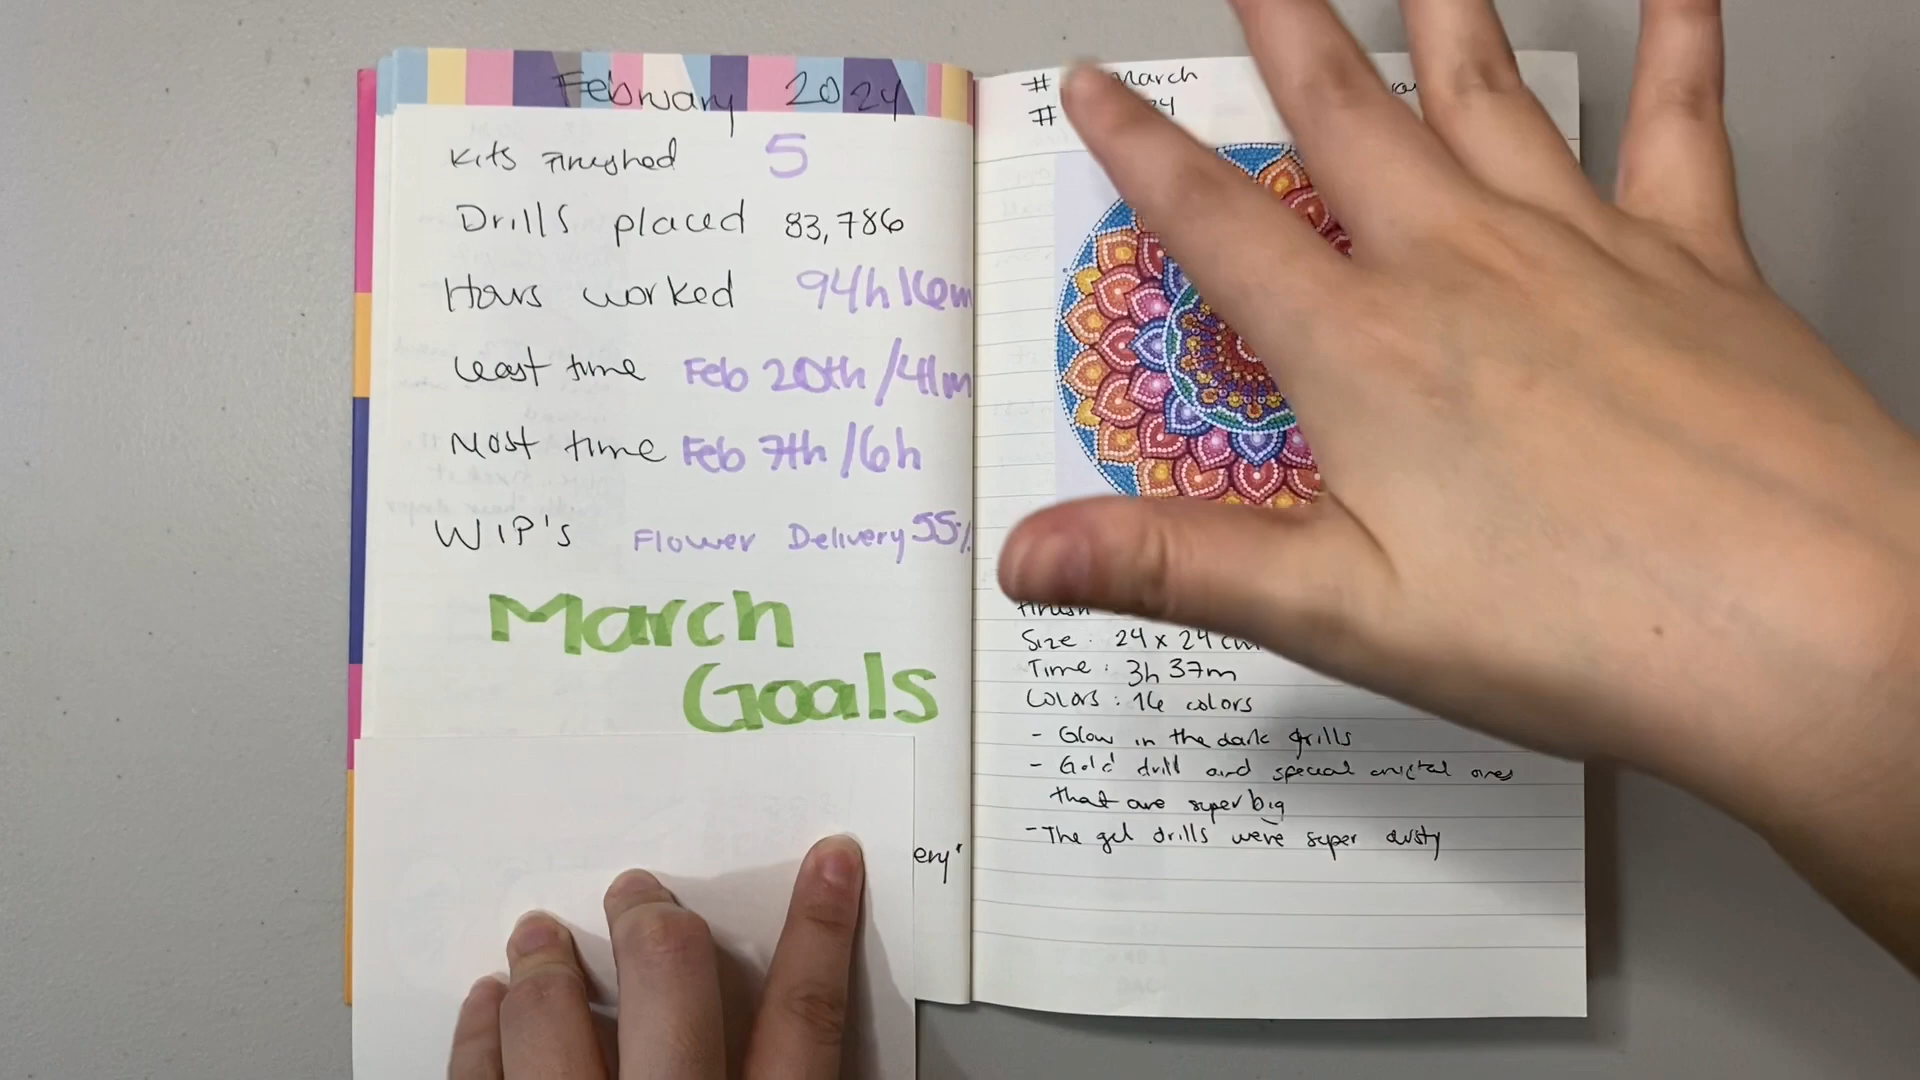 February 2024
Kits Finished 5
Drills placed 83,786
Hours worked 94h 16m
Least time Feb 20th /41m
Most time Feb 7th /6h
WIP's Flower Delivery 55%
March
Goals
# March
#
Finish
Size : 24 x 24 cm
Time : 3h 37m
Colors : 16 colors
- Glow in the dark drills
- Gold drill and special crystal ones
that are super big
- The gel drills were super dusty